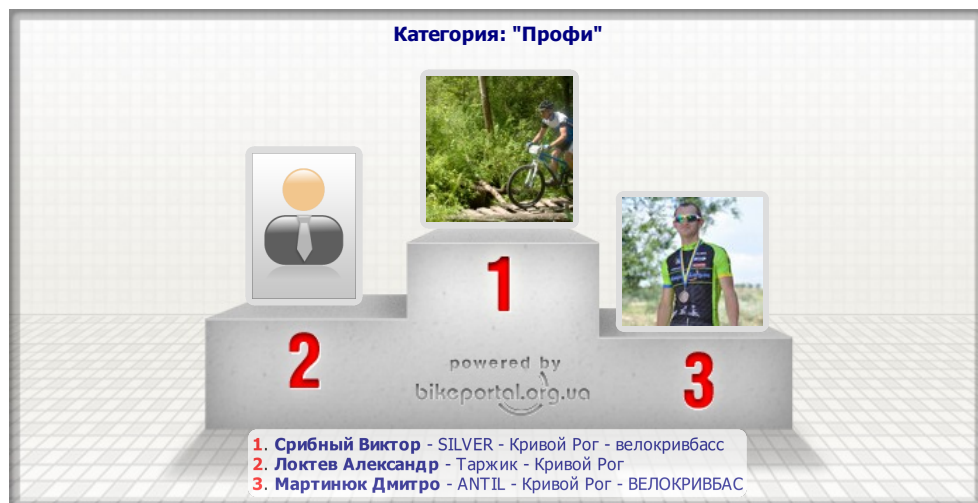 Категория: "Профи"
1
2
3
powered by
bikeportal.org.ua
1. Срибный Виктор - SILVER - Кривой Рог - велокривбасс
2. Локтев Александр - Таржик - Кривой Рог
3. Мартинюк Дмитро - ANTIL - Кривой Рог - ВЕЛОКРИВБАС